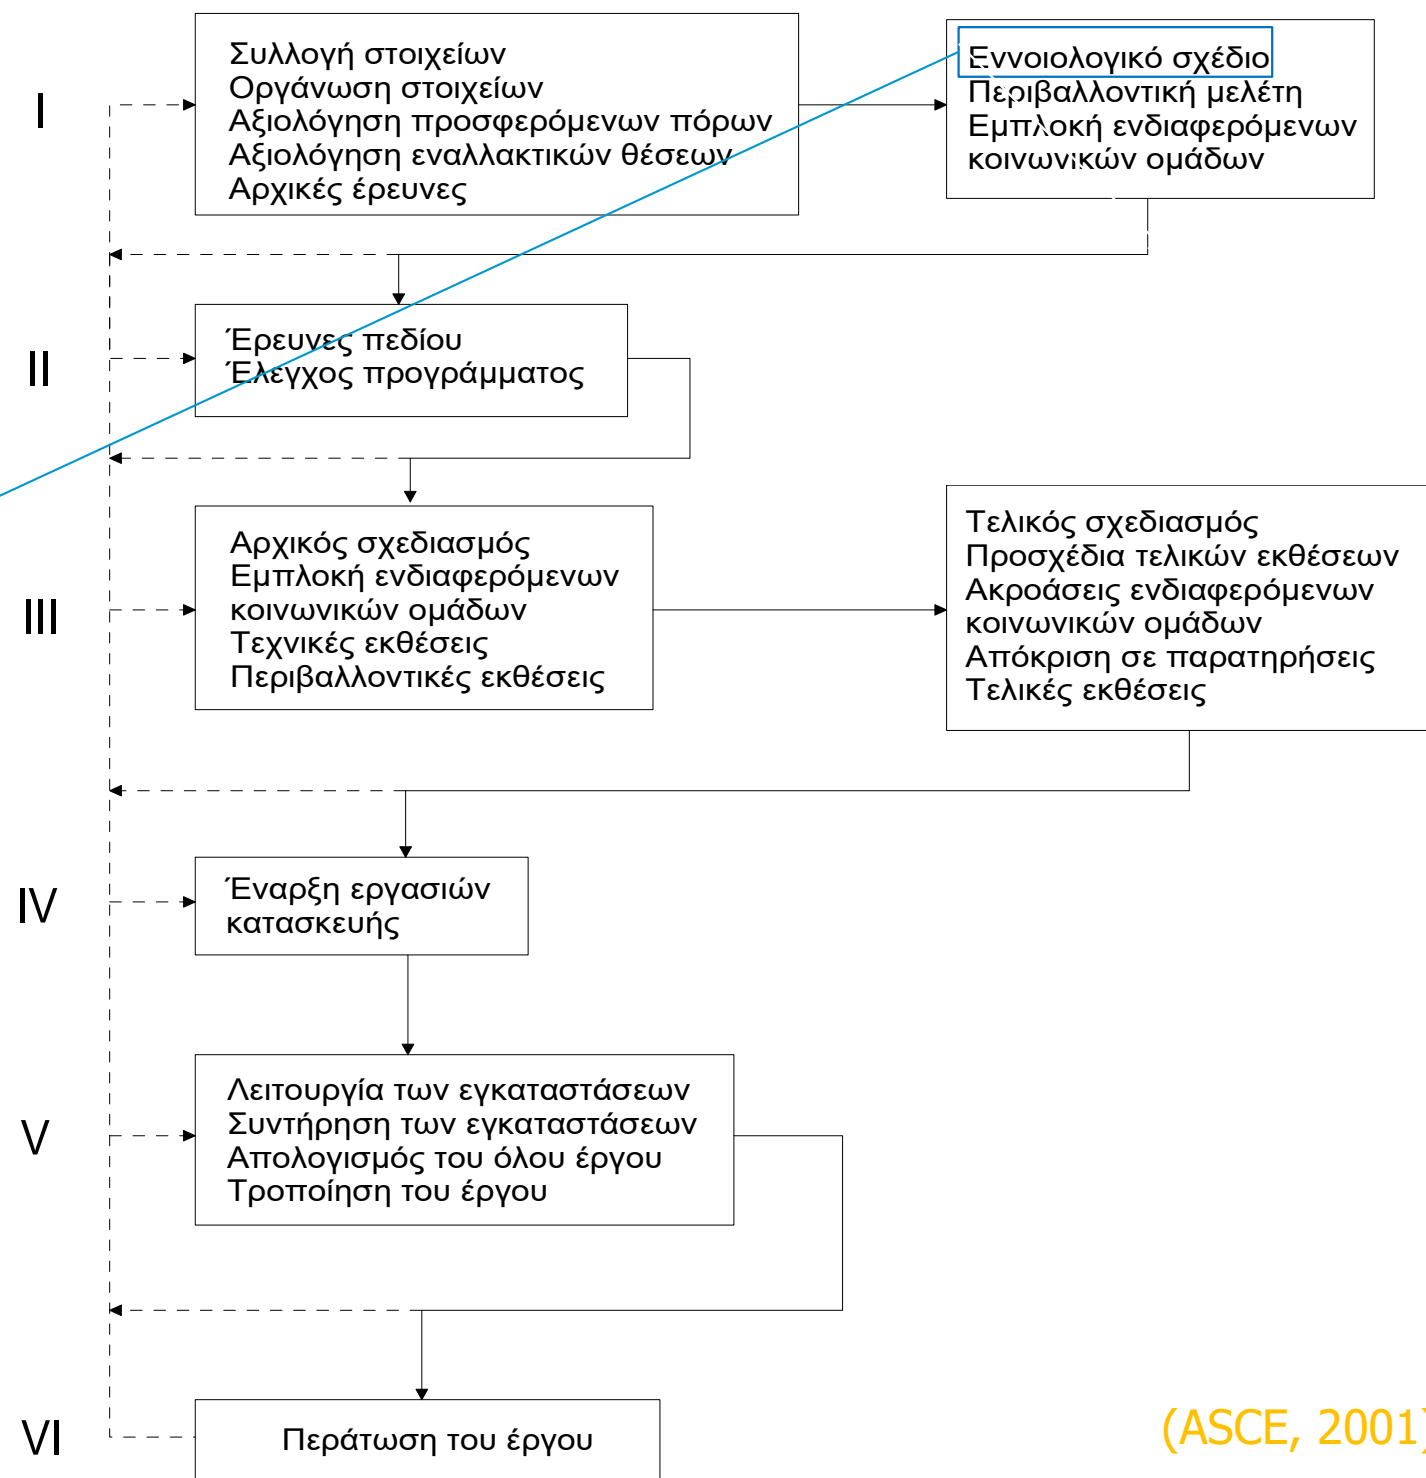 I
Συλλογή στοιχείων
Οργάνωση στοιχείων
Αξιολόγηση προσφερόμενων πόρων
Αξιολόγηση εναλλακτικών θέσεων
Αρχικές έρευνες
Εννοιολογικό σχέδιο
Περιβαλλοντική μελέτη
Εμπλοκή ενδιαφερόμενων
κοινωνικών ομάδων
II
Έρευνες πεδίου
Έλεγχος προγράμματος
III
Αρχικός σχεδιασμός
Εμπλοκή ενδιαφερόμενων
κοινωνικών ομάδων
Τεχνικές εκθέσεις
Περιβαλλοντικές εκθέσεις
Τελικός σχεδιασμός
Προσχέδια τελικών εκθέσεων
Ακροάσεις ενδιαφερόμενων
κοινωνικών ομάδων
Απόκριση σε παρατηρήσεις
Τελικές εκθέσεις
IV
Έναρξη εργασιών
κατασκευής
V
Λειτουργία των εγκαταστάσεων
Συντήρηση των εγκαταστάσεων
Απολογισμός του όλου έργου
Τροποίηση του έργου
VI
Περάτωση του έργου
(ASCE, 2001)